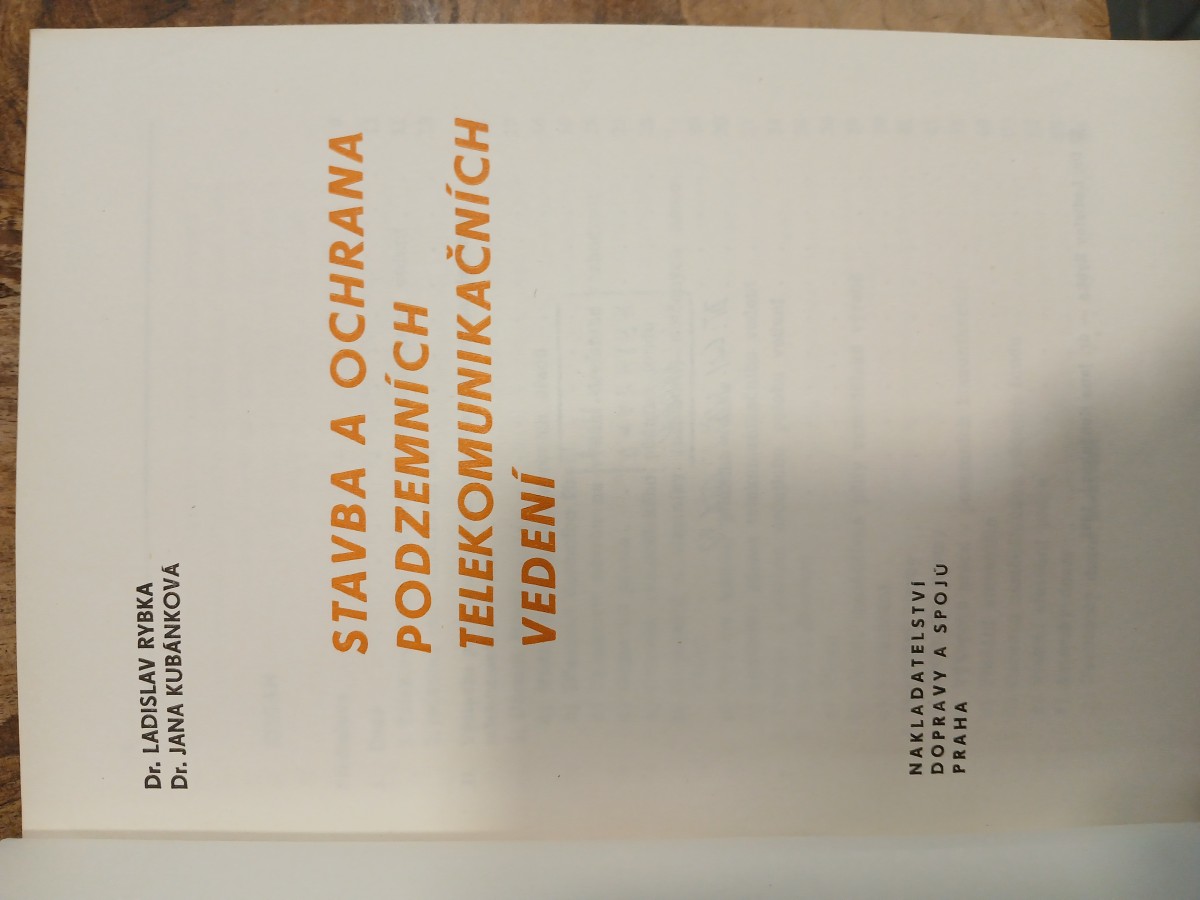 Dr. LADISLAV RYBKA
Dr. JANA KUBÁNKOVÁ
STAVBA A OCHRANA
PODZEMNÍCH
TELEKOMUNIKAČNÍCH
VEDENÍ
NAKLADATELSTVÍ
DOPRAVY A SPOJŮ
PRAHA